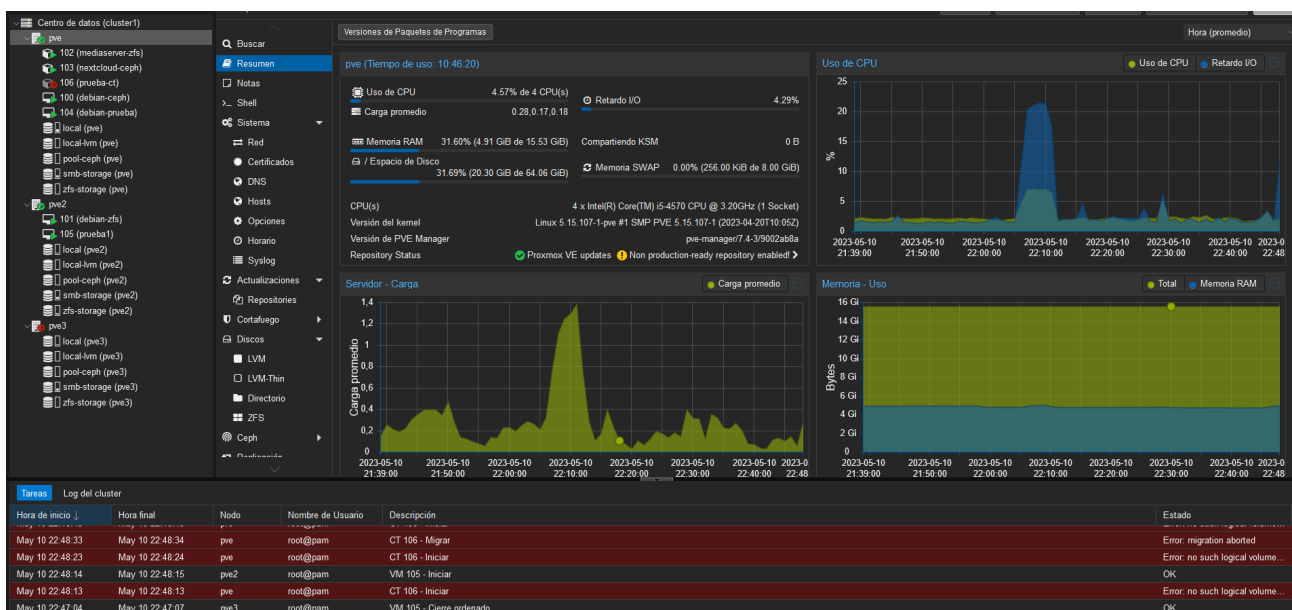 Centro de datos (cluster1)
pve
102 (mediaserver-zfs)
103 (nextcloud-ceph)
106 (prueba-ct)
100 (debian-ceph)
104 (debian-prueba)
local (pve)
local-lvm (pve)
pool-ceph (pve)
smb-storage (pve)
zfs-storage (pve)
pve2
101 (debian-zfs)
105 (prueba1)
local (pve2)
local-lvm (pve2)
pool-ceph (pve2)
smb-storage (pve2)
zfs-storage (pve2)
pve3
local (pve3)
local-lvm (pve3)
pool-ceph (pve3)
smb-storage (pve3)
zfs-storage (pve3)
Buscar
Resumen
Notas
Shell
Sistema
Red
Certificados
DNS
Hosts
Opciones
Horario
Syslog
Actualizaciones
Repositories
Cortafuego
Discos
LVM
LVM-Thin
Directorio
ZFS
Ceph
Versiones de Paquetes de Programas
Hora (promedio)
pve (Tiempo de uso: 10:46:20)
Uso de CPU 4.57% de 4 CPU(s)
Carga promedio 0.28,0.17,0.18
Retardo I/O 4.29%
Memoria RAM 31.60% (4.91 GiB de 15.53 GiB)
Compartiendo KSM 0 B
/ Espacio de Disco
31.69% (20.30 GiB de 64.06 GiB)
Memoria SWAP 0.00% (256.00 KiB de 8.00 GiB)
CPU(s) 4 x Intel(R) Core(TM) i5-4570 CPU @ 3.20GHz (1 Socket)
Versión del kernel Linux 5.15.107-1-pve #1 SMP PVE 5.15.107-1 (2023-04-20T10:05Z)
Versión de PVE Manager pve-manager/7.4-3/9002ab8a
Repository Status Proxmox VE updates Non production-ready repository enabled!
Uso de CPU
Uso de CPU Retardo I/O
25
20
15
10
5
0
%
2023-05-10 2023-05-10 2023-05-10 2023-05-10 2023-05-10 2023-05-10 2023-05-10 2023-0
21:39:00 21:50:00 22:00:00 22:10:00 22:20:00 22:30:00 22:40:00 22:48
Servidor - Carga
Carga promedio
1,4
1,2
1
0,8
0,6
0,4
0,2
0
Carga promedio
2023-05-10 2023-05-10 2023-05-10 2023-05-10 2023-05-10 2023-05-10 2023-05-10 2023-0
21:39:00 21:50:00 22:00:00 22:10:00 22:20:00 22:30:00 22:40:00 22:48
Memoria - Uso
Total Memoria RAM
16 Gi
14 Gi
12 Gi
10 Gi
8 Gi
6 Gi
4 Gi
2 Gi
0
Bytes
2023-05-10 2023-05-10 2023-05-10 2023-05-10 2023-05-10 2023-05-10 2023-05-10 2023-0
21:39:00 21:50:00 22:00:00 22:10:00 22:20:00 22:30:00 22:40:00 22:48
Tareas Log del cluster
Hora de inicio Hora final Nodo Nombre de Usuario Descripción Estado
May 10 22:48:33 May 10 22:48:34 pve root@pam CT 106 - Migrar Error: migration aborted
May 10 22:48:23 May 10 22:48:24 pve root@pam CT 106 - Iniciar Error: no such logical volume...
May 10 22:48:14 May 10 22:48:15 pve2 root@pam VM 105 - Iniciar OK
May 10 22:48:13 May 10 22:48:13 pve root@pam CT 106 - Iniciar Error: no such logical volume...
May 10 22:47:04 May 10 22:47:07 pve3 root@pam VM 105 - Cierre ordenado OK